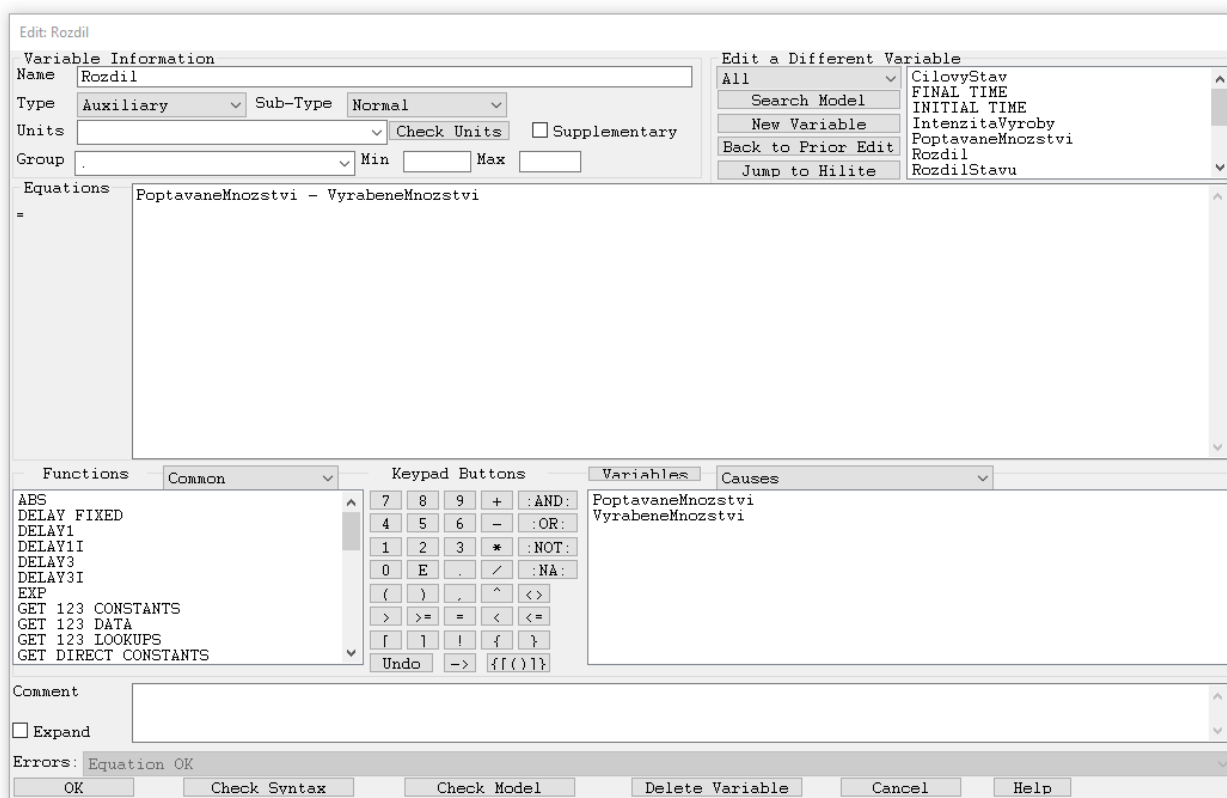 Edit: Rozdil
Variable Information
Name Rozdil
Type Auxiliary Sub-Type Normal
Units Check Units Supplementary
Group . Min Max
Edit a Different Variable
All
Search Model
New Variable
Back to Prior Edit
Jump to Hilite
CilovyStav
FINAL TIME
INITIAL TIME
IntenzitaVyroby
PoptavaneMnozstvi
Rozdil
RozdilStavu
Equations
=
PoptavaneMnozstvi - VyrabeneMnozstvi
Functions Common
ABS
DELAY FIXED
DELAY1
DELAY1I
DELAY3
DELAY3I
EXP
GET 123 CONSTANTS
GET 123 DATA
GET 123 LOOKUPS
GET DIRECT CONSTANTS
Keypad Buttons
7 8 9 + :AND:
4 5 6 - :OR:
1 2 3 * :NOT:
0 E . / :NA:
( ) , ^ <>
> >= = < <=
[ ] ! { }
Undo -> {[()]}
Variables Causes
PoptavaneMnozstvi
VyrabeneMnozstvi
Comment
Expand
Errors: Equation OK
OK Check Syntax Check Model Delete Variable Cancel Help